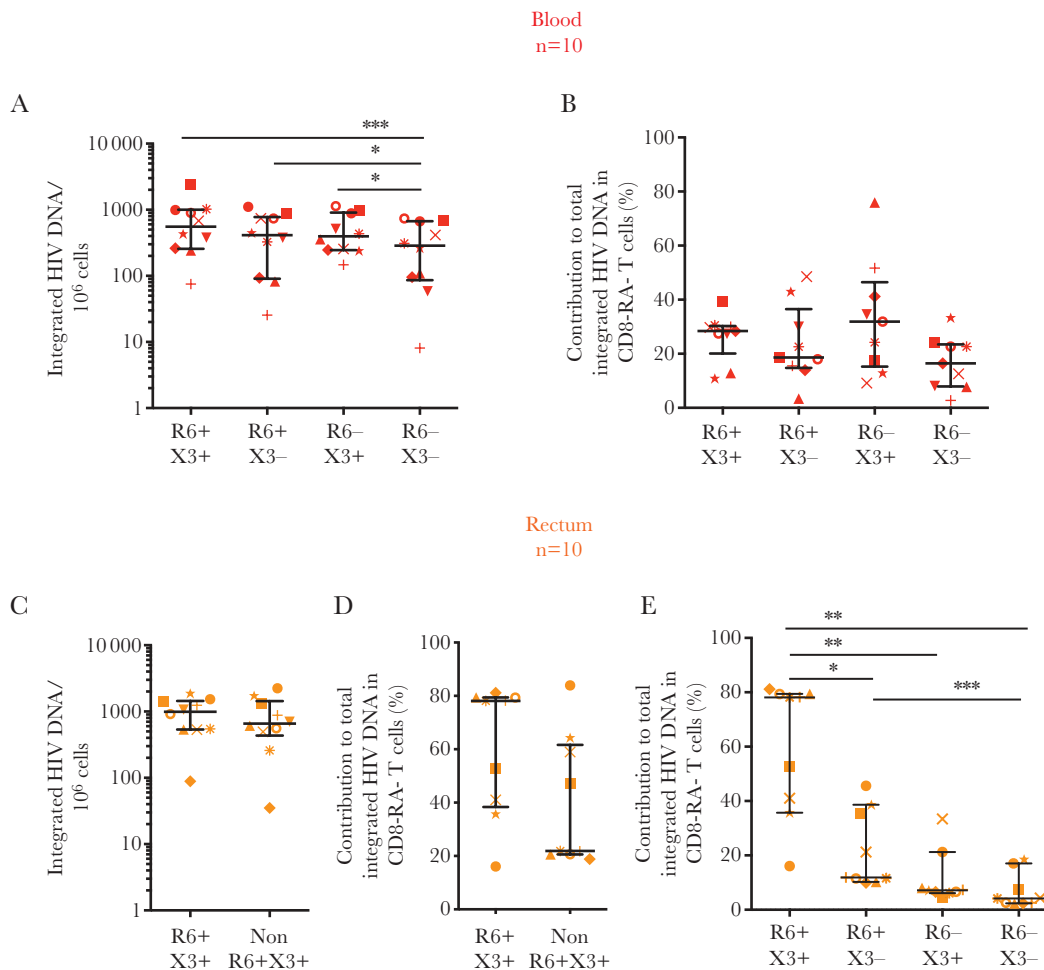 Blood
n=10
A
Integrated HIV DNA/
10⁶ cells
10 000
1000
100
10
1
***
*
*
R6+ R6+ R6– R6–
X3+ X3– X3+ X3–
B
Contribution to total
integrated HIV DNA in
CD8-RA- T cells (%)
100
80
60
40
20
0
R6+ R6+ R6– R6–
X3+ X3– X3+ X3–
Rectum
n=10
C
Integrated HIV DNA/
10⁶ cells
10 000
1000
100
10
1
R6+ Non
X3+ R6+X3+
D
Contribution to total
integrated HIV DNA in
CD8-RA- T cells (%)
100
80
60
40
20
0
R6+ Non
X3+ R6+X3+
E
Contribution to total
integrated HIV DNA in
CD8-RA- T cells (%)
100
80
60
40
20
0
**
**
*
***
R6+ R6+ R6– R6–
X3+ X3– X3+ X3–